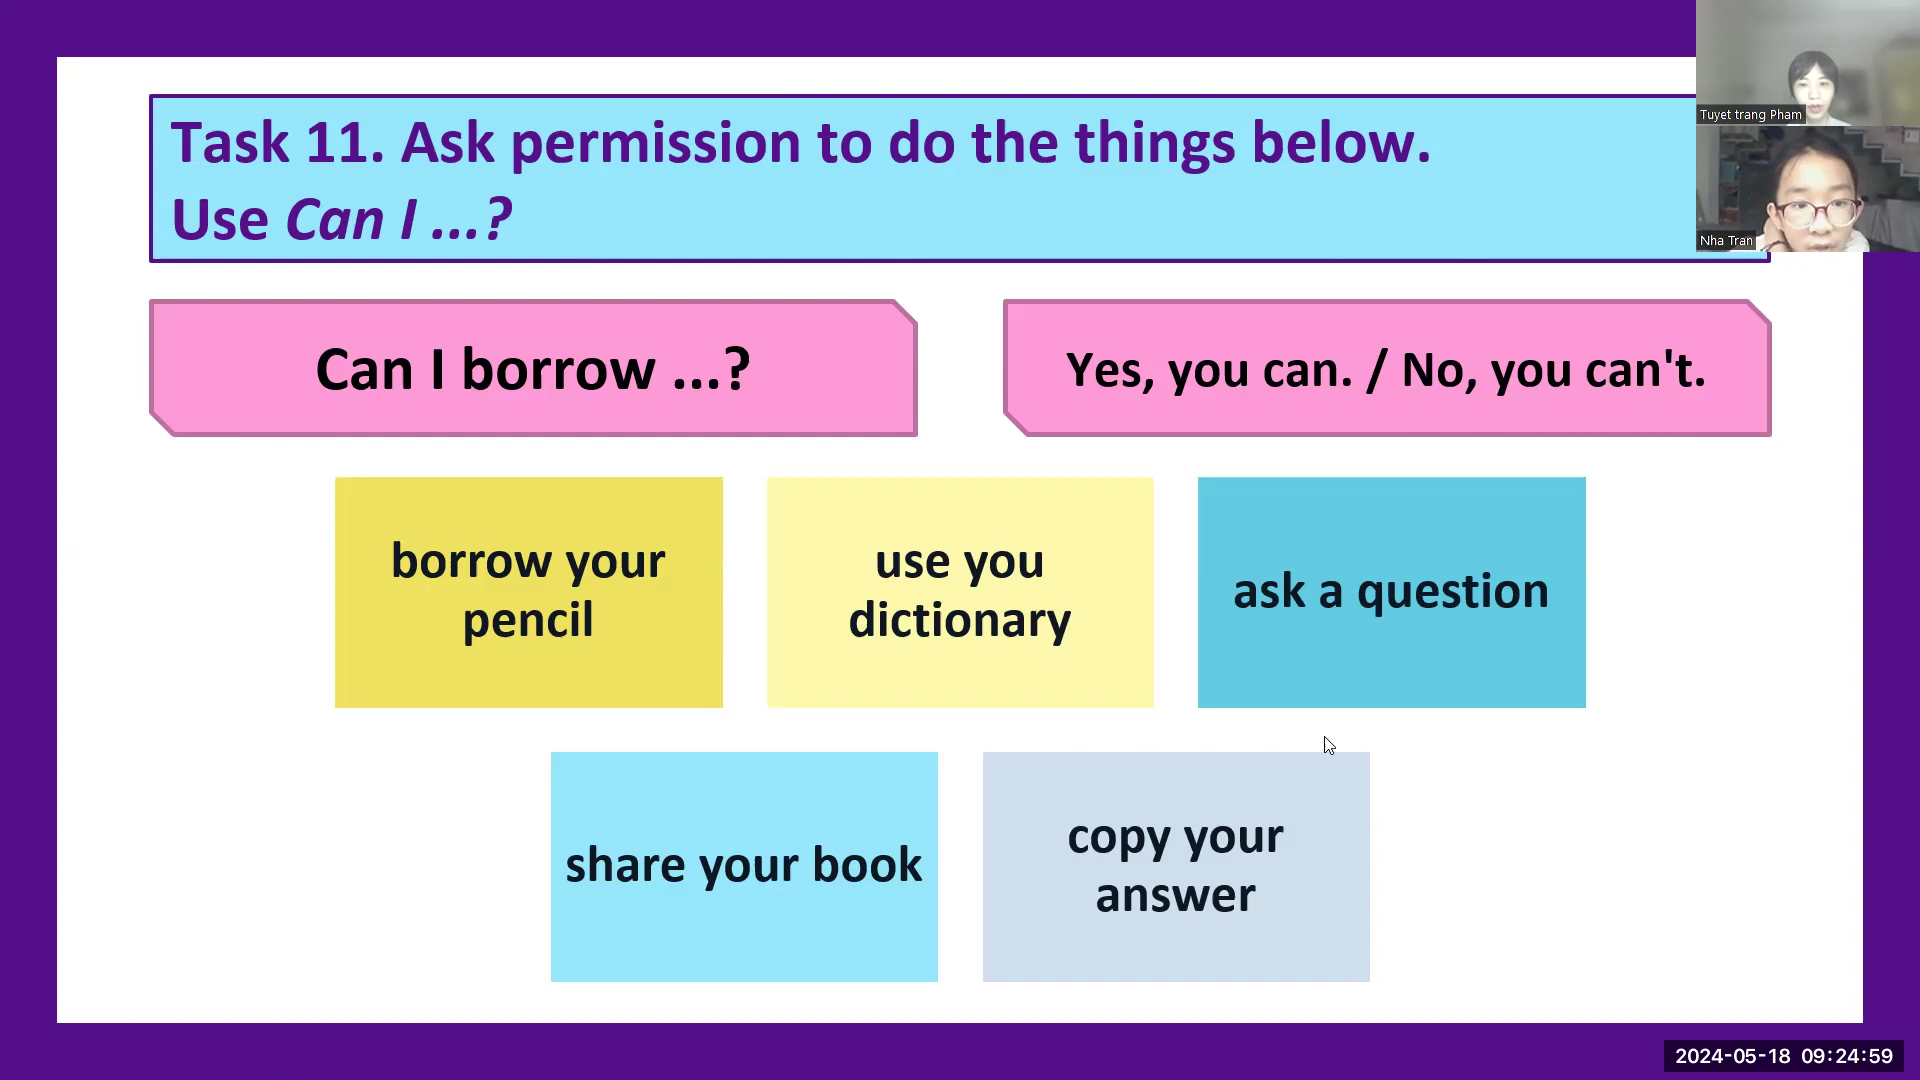 Task 11. Ask permission to do the things below.
Use Can I ...?
Tuyet trang Pham
Nha Tran
Can I borrow ...?
Yes, you can. / No, you can't.
borrow your
pencil
use you
dictionary
ask a question
share your book
copy your
answer
2024-05-18 09:24:59